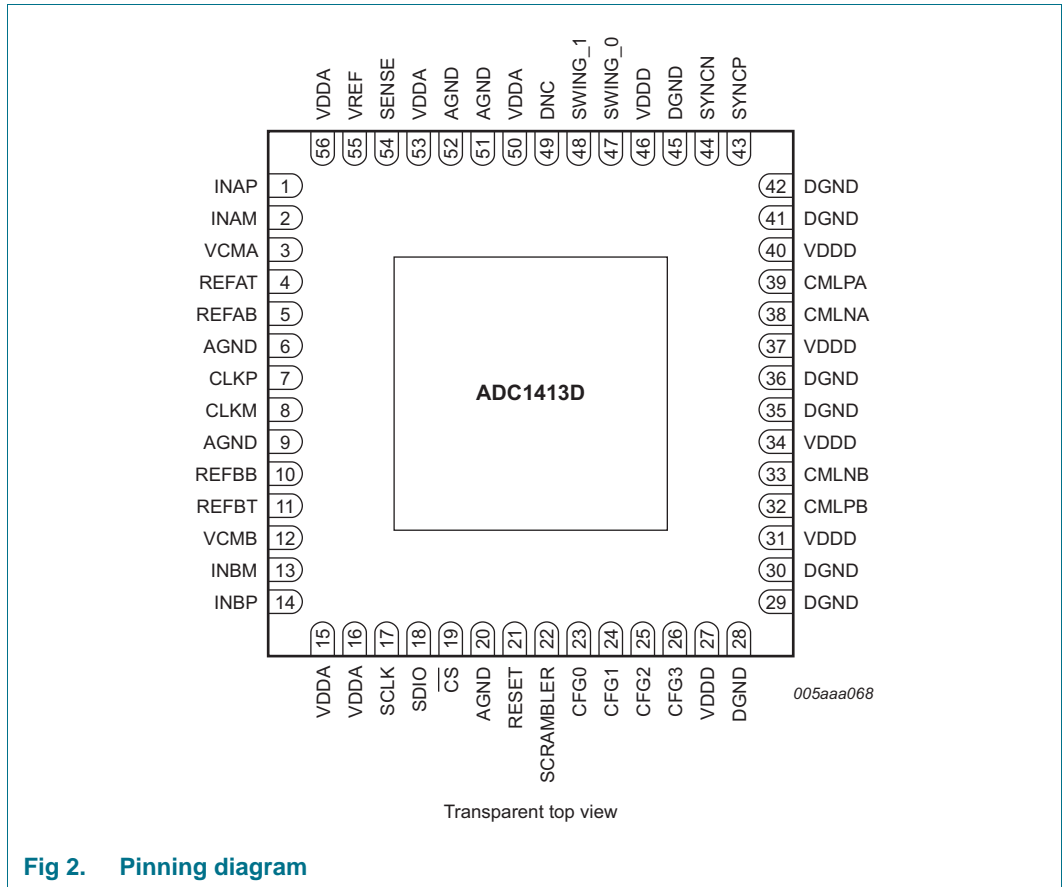 VDDA
VREF
SENSE
VDDA
AGND
AGND
VDDA
DNC
SWING_1
SWING_0
VDDD
DGND
SYNCN
SYNCP
56
55
54
53
52
51
50
49
48
47
46
45
44
43
INAP 1
INAM 2
VCMA 3
REFAT 4
REFAB 5
AGND 6
CLKP 7
CLKM 8
AGND 9
REFBB 10
REFBT 11
VCMB 12
INBM 13
INBP 14
ADC1413D
42 DGND
41 DGND
40 VDDD
39 CMLPA
38 CMLNA
37 VDDD
36 DGND
35 DGND
34 VDDD
33 CMLNB
32 CMLPB
31 VDDD
30 DGND
29 DGND
15
16
17
18
19
20
21
22
23
24
25
26
27
28
VDDA
VDDA
SCLK
SDIO
CS
AGND
RESET
SCRAMBLER
CFG0
CFG1
CFG2
CFG3
VDDD
DGND
005aaa068
Transparent top view
Fig 2. Pinning diagram